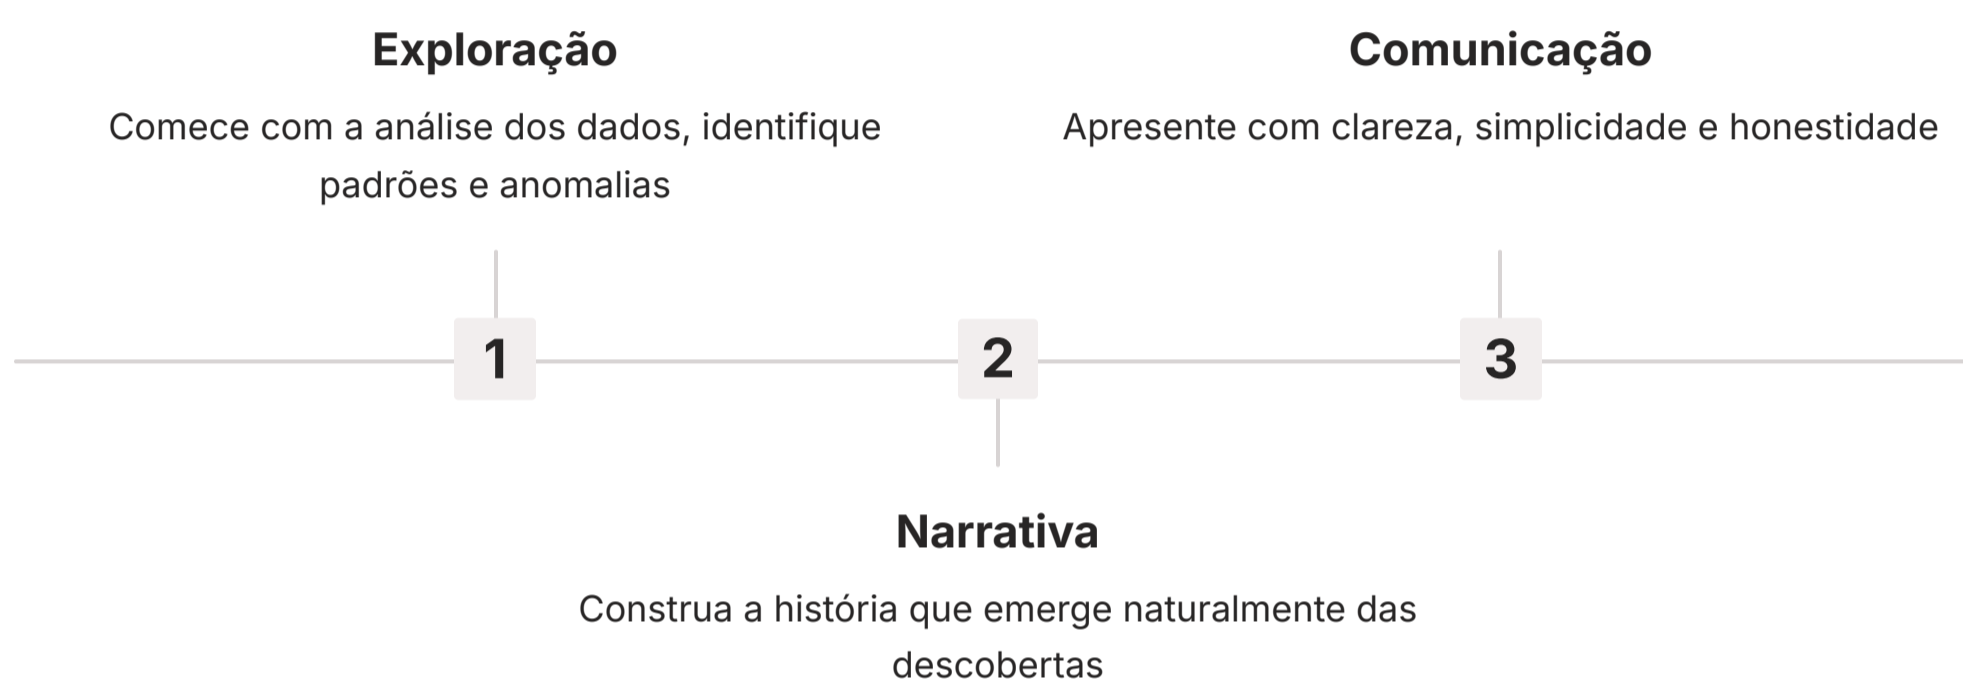 Exploração
Comece com a análise dos dados, identifique
padrões e anomalias
1
2
Narrativa
Construa a história que emerge naturalmente das
descobertas
Comunicação
Apresente com clareza, simplicidade e honestidade
3